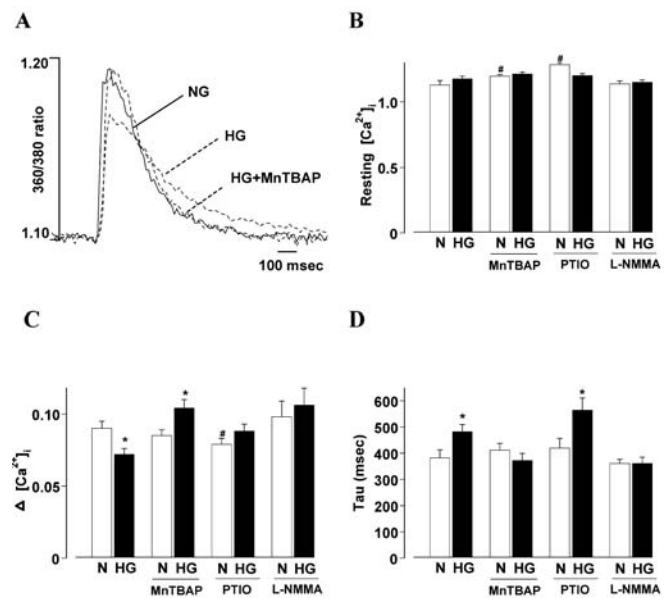 A
1.20
360/380 ratio
1.10
NG
HG
HG+MnTBAP
100 msec
B
Resting [Ca²⁺]i
1.0
0.5
0
#
#
N HG N HG N HG N HG
MnTBAP PTIO L-NMMA
C
Δ [Ca²⁺]i
0.10
0.05
0
*
*
#
N HG N HG N HG N HG
MnTBAP PTIO L-NMMA
D
Tau (msec)
600
500
400
300
200
100
0
*
*
N HG N HG N HG N HG
MnTBAP PTIO L-NMMA